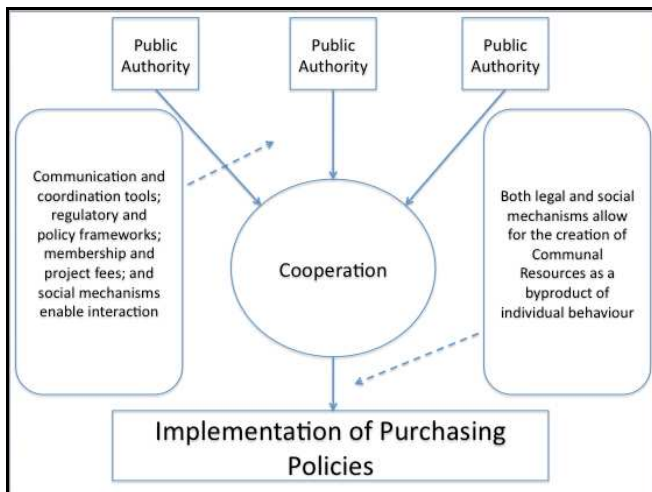 Public
Authority
Public
Authority
Public
Authority
Communication and
coordination tools;
regulatory and
policy frameworks;
membership and
project fees; and
social mechanisms
enable interaction
Cooperation
Both legal and social
mechanisms allow
for the creation of
Communal
Resources as a
byproduct of
individual behaviour
Implementation of Purchasing
Policies